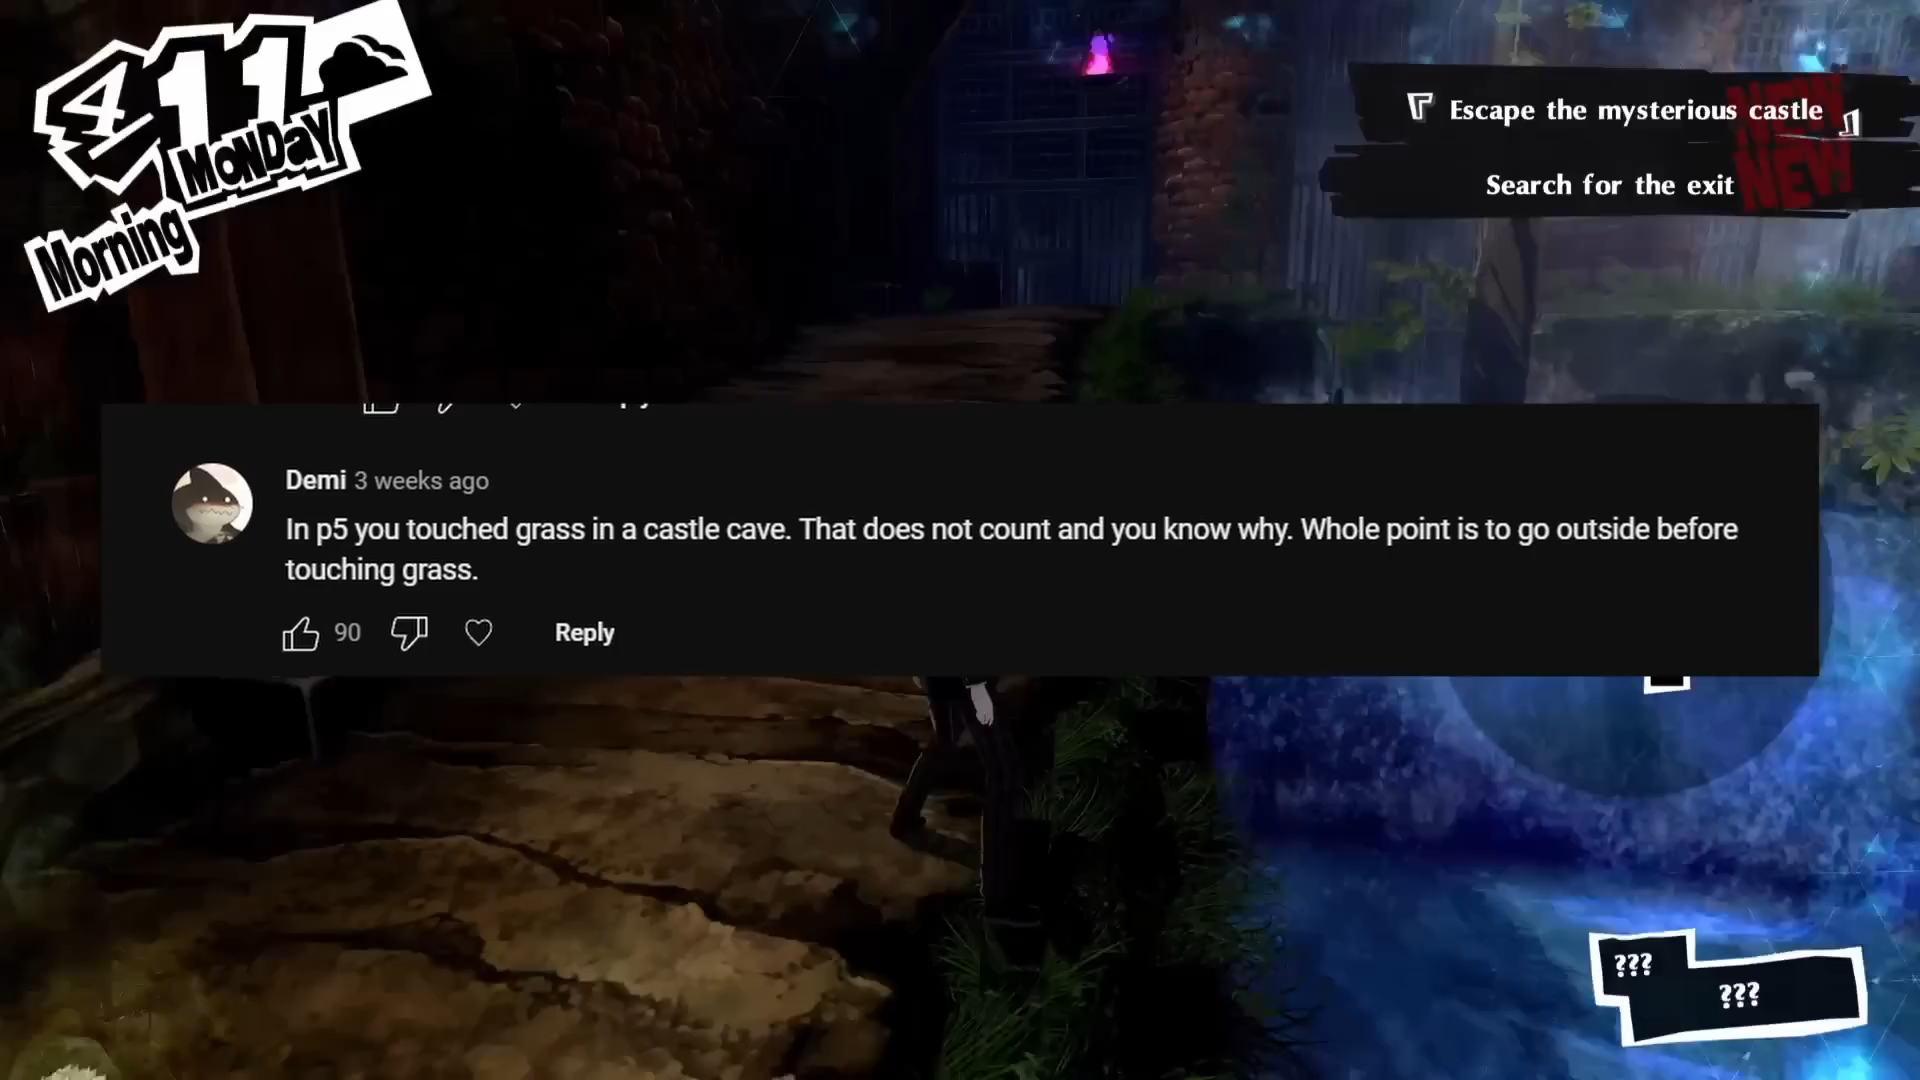 4 11
MONDAY
Morning
Escape the mysterious castle
NEW
Search for the exit
NEW
Demi 3 weeks ago
In p5 you touched grass in a castle cave. That does not count and you know why. Whole point is to go outside before
touching grass.
90
Reply
???
???